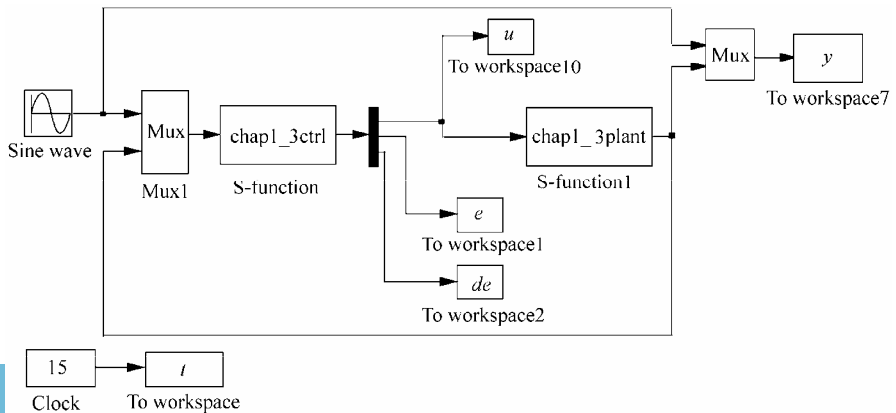 u
To workspace10
Mux
y
To workspace7
Sine wave
Mux
Mux1
chap1_3ctrl
S-function
chap1_3plant
S-function1
e
To workspace1
de
To workspace2
15
Clock
t
To workspace